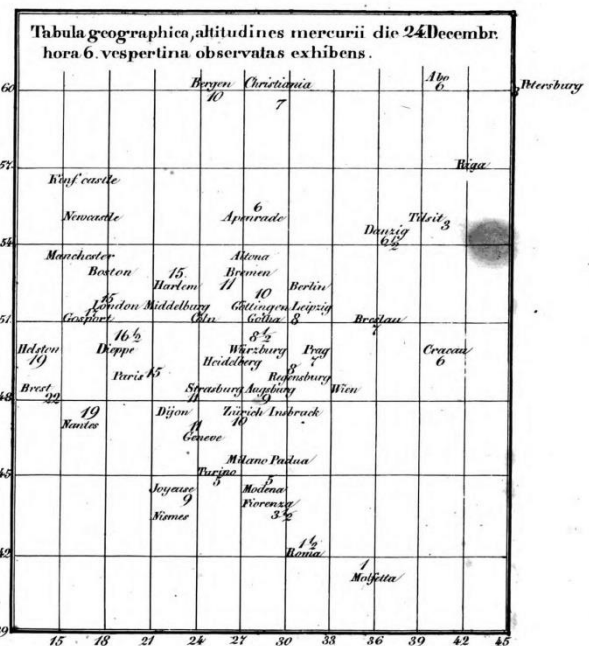 Tabula geographica, altitudines mercurii die 24 Decembr.
hora 6. vespertina observatas exhibens.
60 Bergen Christiania Abo Petersburg
10 7 6
57 Riga
Kinf castle
Newcastle 6 Apenrade Danzig Tilsit 3
54 6½
Manchester Altona
Boston 15 Bremen
Harlem 11 Berlin
15 10
London Middelburg Göttingen Leipzig
51 Gosport Cöln Gotha 8 Breslau
7
16½ 8½
Helston Dieppe Würzburg Prag Cracau
19 Heidelberg 7 6
Paris 15 8 Regensburg
Brest Strasburg Augsburg Wien
48 22 11 9
19 Dijon Zürich Insbruck
Nantes 11 10
Geneve
Milano Padua
45 Turino
5 5
Joyeuse Modena
9 Fiorenza
Nismes 3½
1½
42 Roma
1
Molfetta
39
15 18 21 24 27 30 33 36 39 42 45